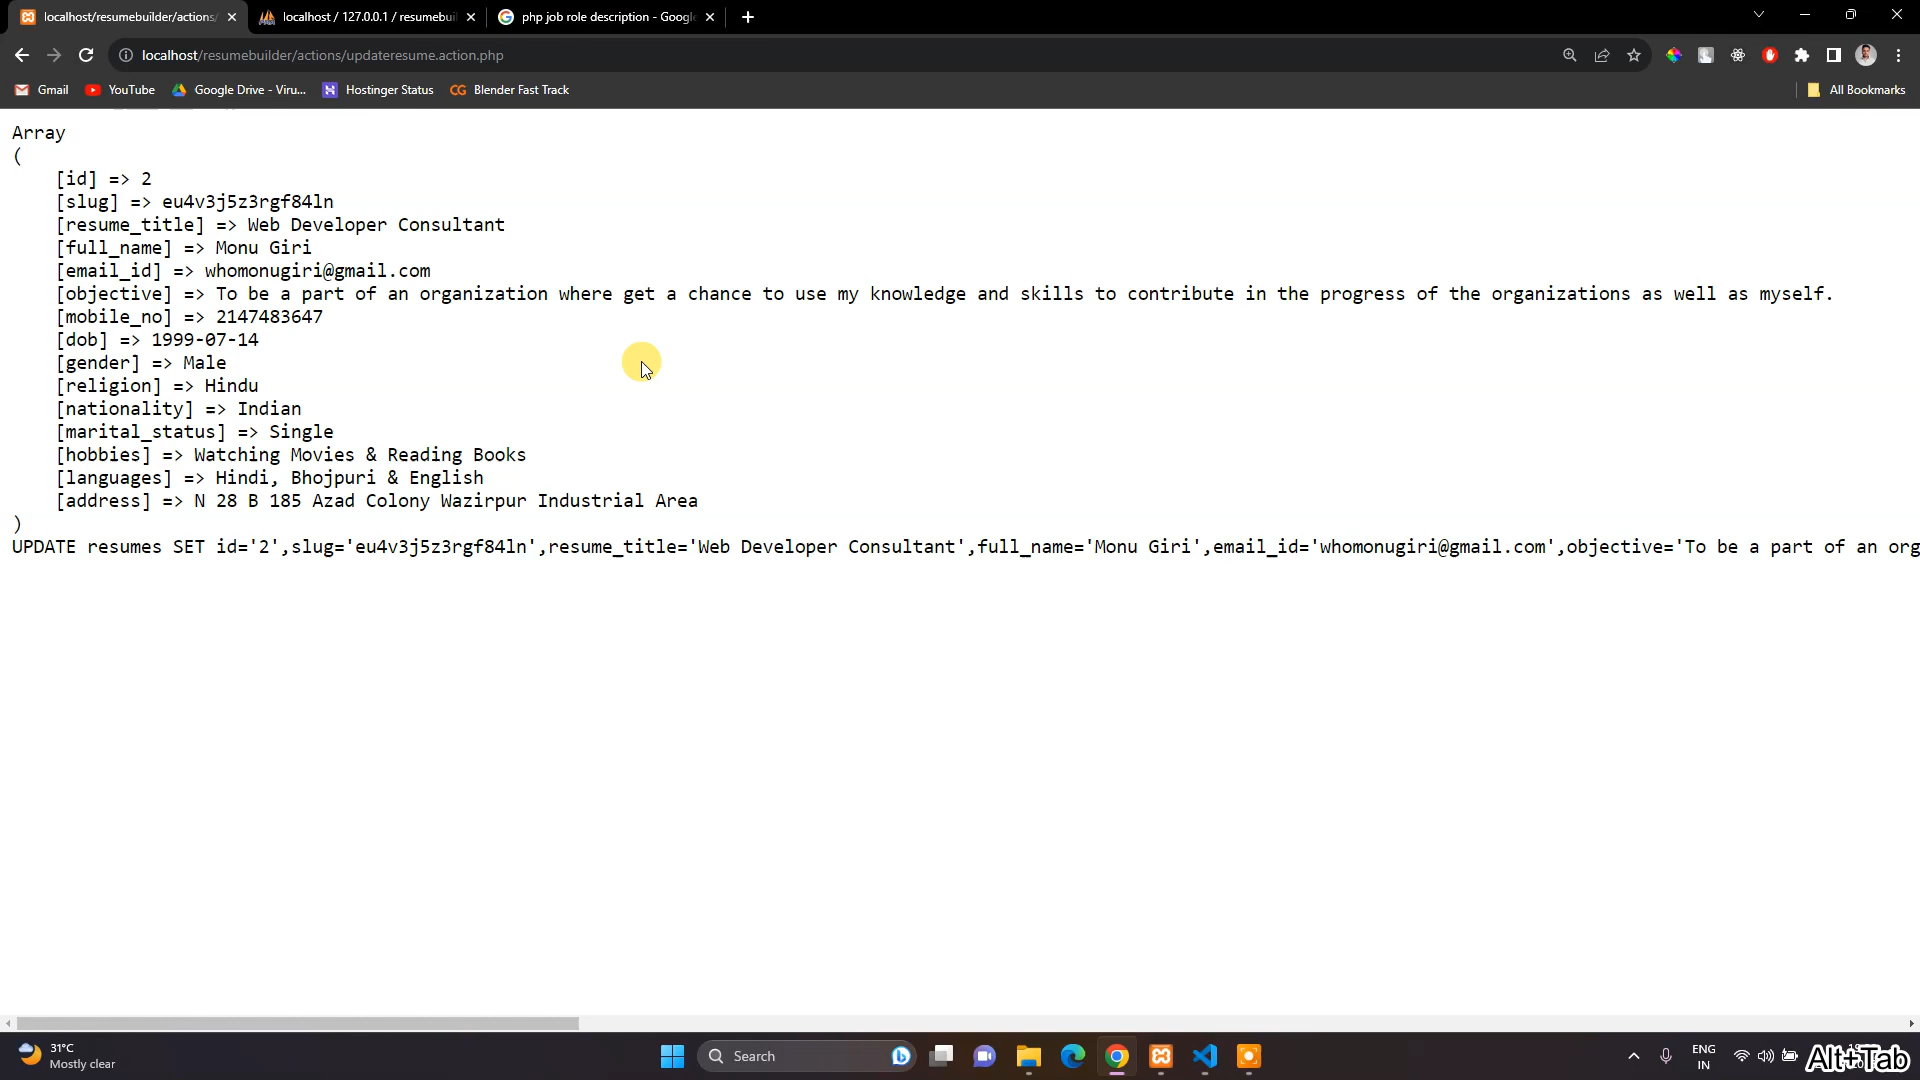 localhost/resumebuilder/actions/
localhost / 127.0.0.1 / resumebuil
php job role description - Google
localhost/resumebuilder/actions/updateresume.action.php
Gmail
YouTube
Google Drive - Viru...
Hostinger Status
CG Blender Fast Track
All Bookmarks
Array
(
[id] => 2
[slug] => eu4v3j5z3rgf84ln
[resume_title] => Web Developer Consultant
[full_name] => Monu Giri
[email_id] => whomonugiri@gmail.com
[objective] => To be a part of an organization where get a chance to use my knowledge and skills to contribute in the progress of the organizations as well as myself.
[mobile_no] => 2147483647
[dob] => 1999-07-14
[gender] => Male
[religion] => Hindu
[nationality] => Indian
[marital_status] => Single
[hobbies] => Watching Movies & Reading Books
[languages] => Hindi, Bhojpuri & English
[address] => N 28 B 185 Azad Colony Wazirpur Industrial Area
)
UPDATE resumes SET id='2',slug='eu4v3j5z3rgf84ln',resume_title='Web Developer Consultant',full_name='Monu Giri',email_id='whomonugiri@gmail.com',objective='To be a part of an org
31°C
Mostly clear
Search
ENG
IN
Alt+Tab